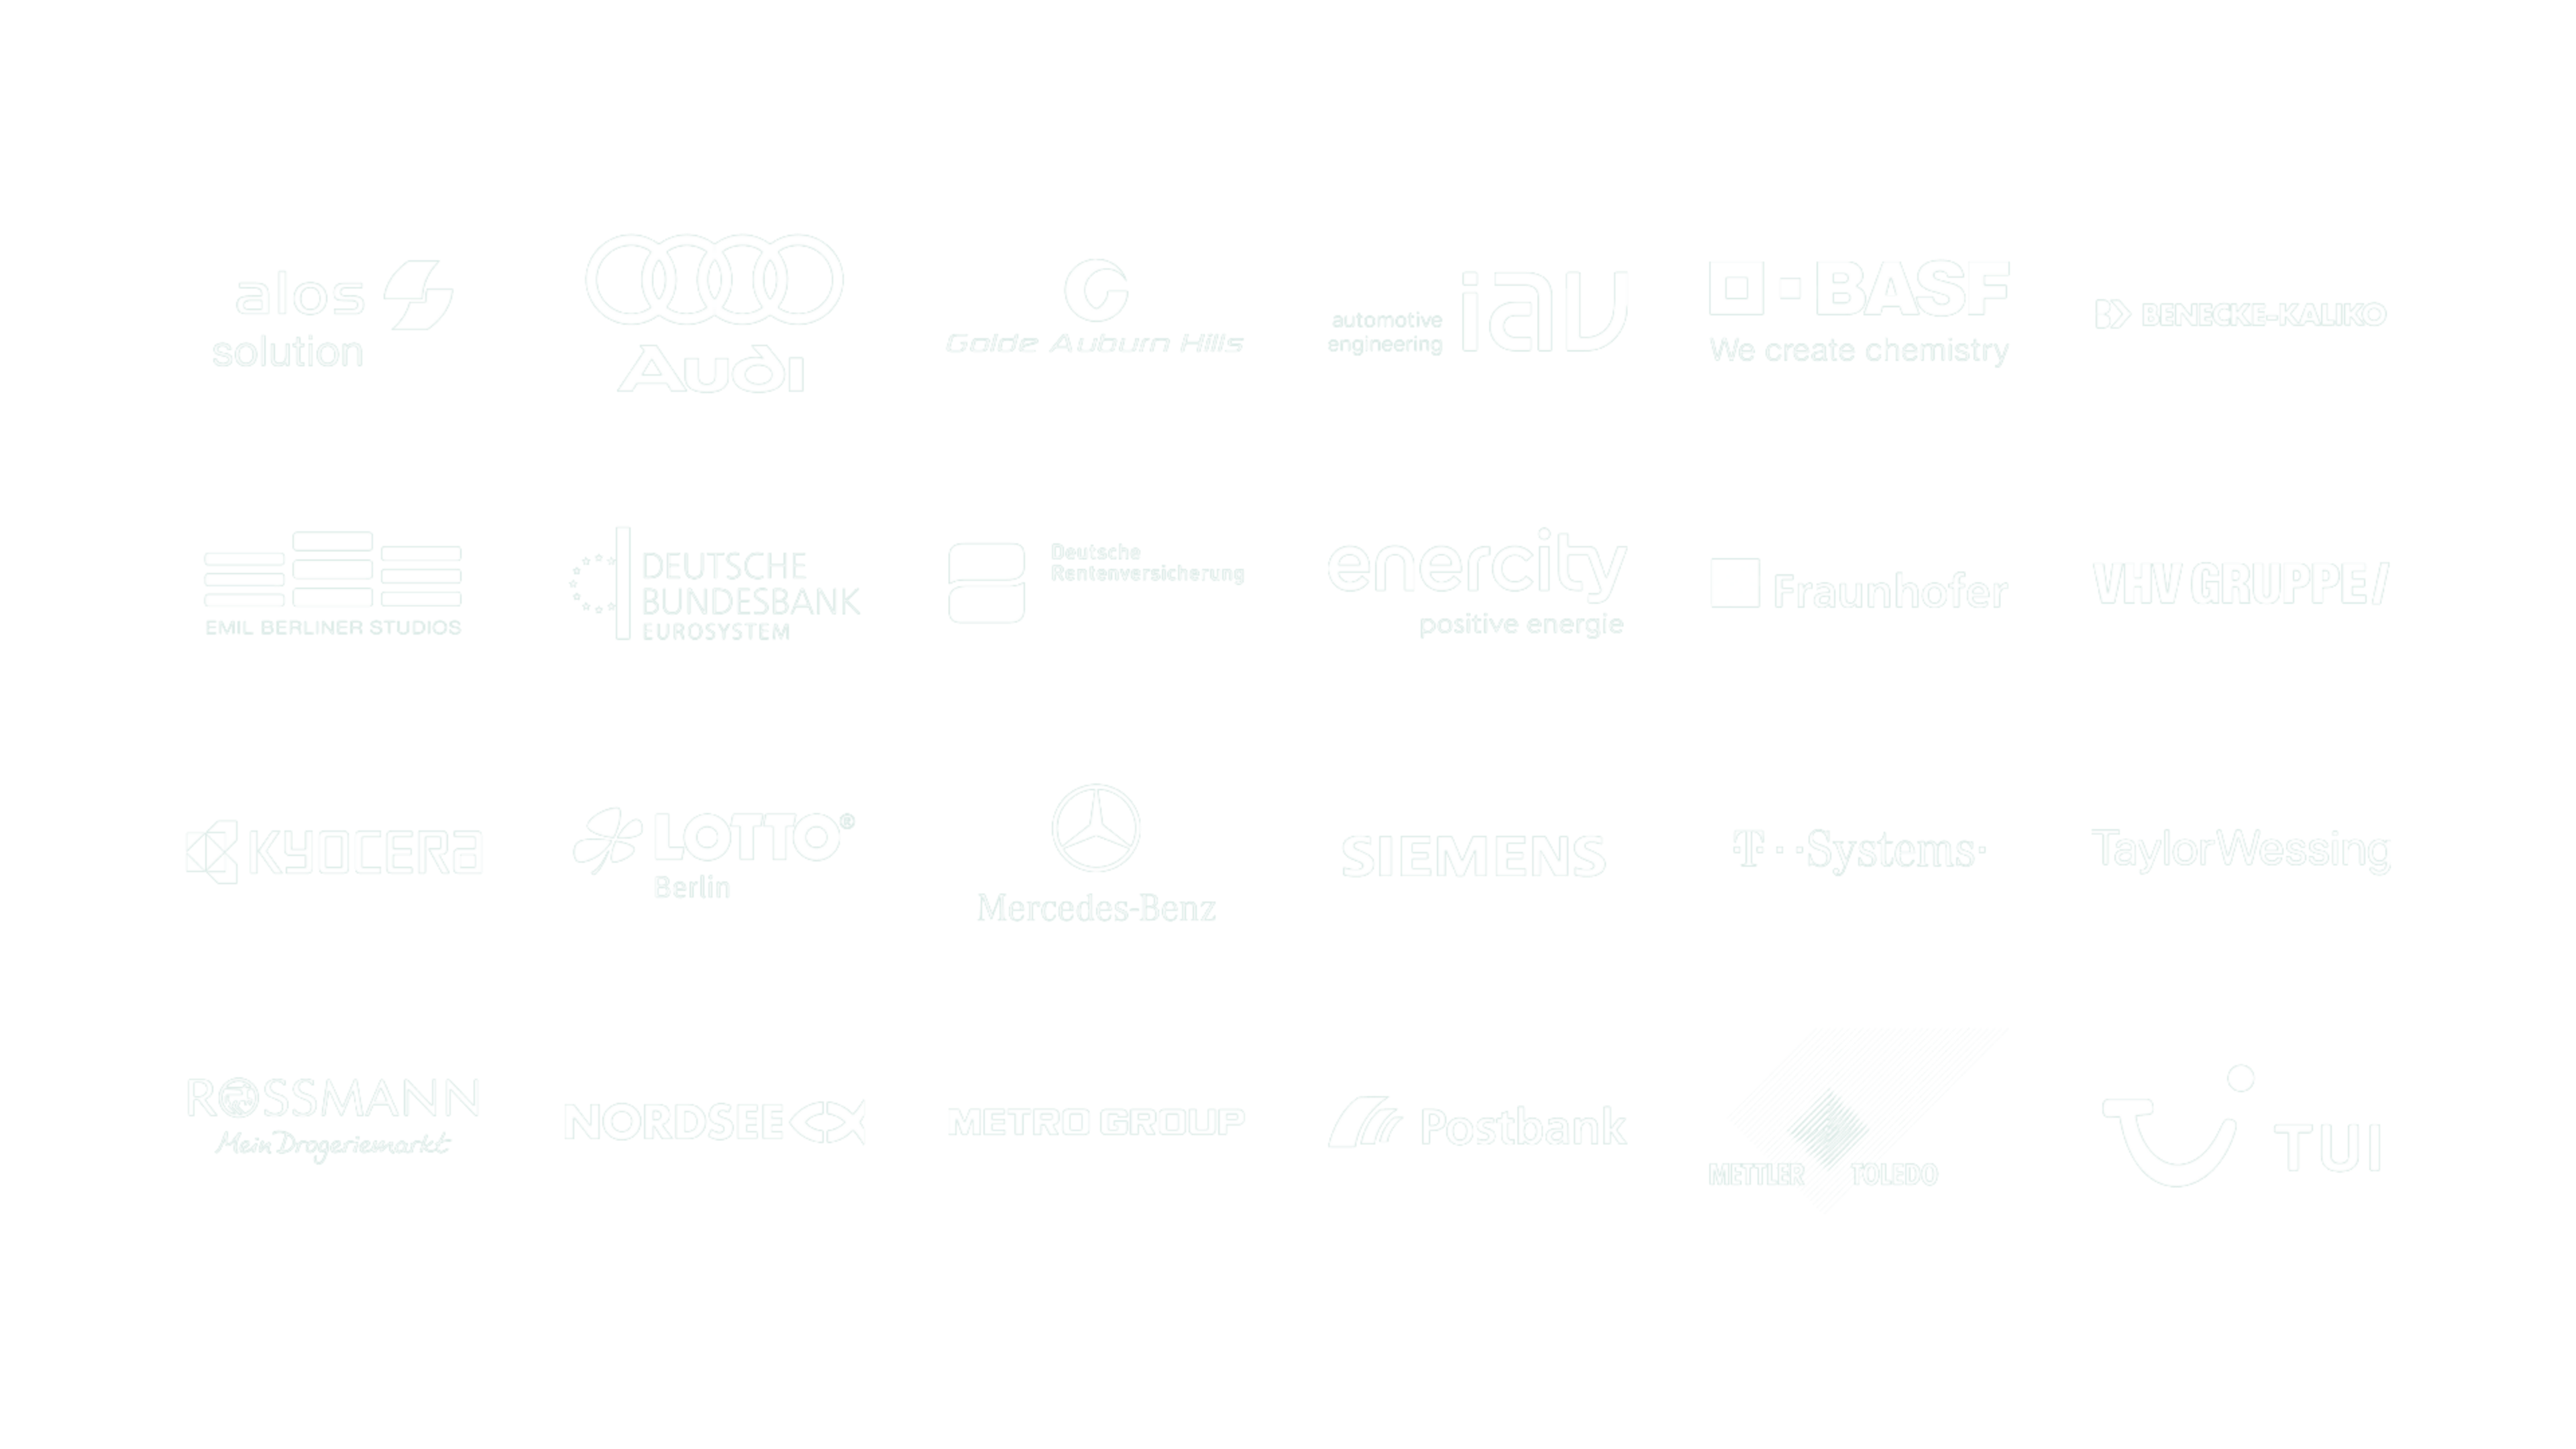 alos
solution
Audi
Golde Auburn Hills
automotive
engineering
iav
BASF
We create chemistry
BENECKE-KALIKO
EMIL BERLINER STUDIOS
DEUTSCHE
BUNDESBANK
EUROSYSTEM
Deutsche
Rentenversicherung
enercity
positive energie
Fraunhofer
VHV GRUPPE /
KYOCERA
LOTTO®
Berlin
Mercedes-Benz
SIEMENS
T··Systems·
TaylorWessing
ROSSMANN
Mein Drogeriemarkt
NORDSEE
METRO GROUP
Postbank
METTLER TOLEDO
TUI